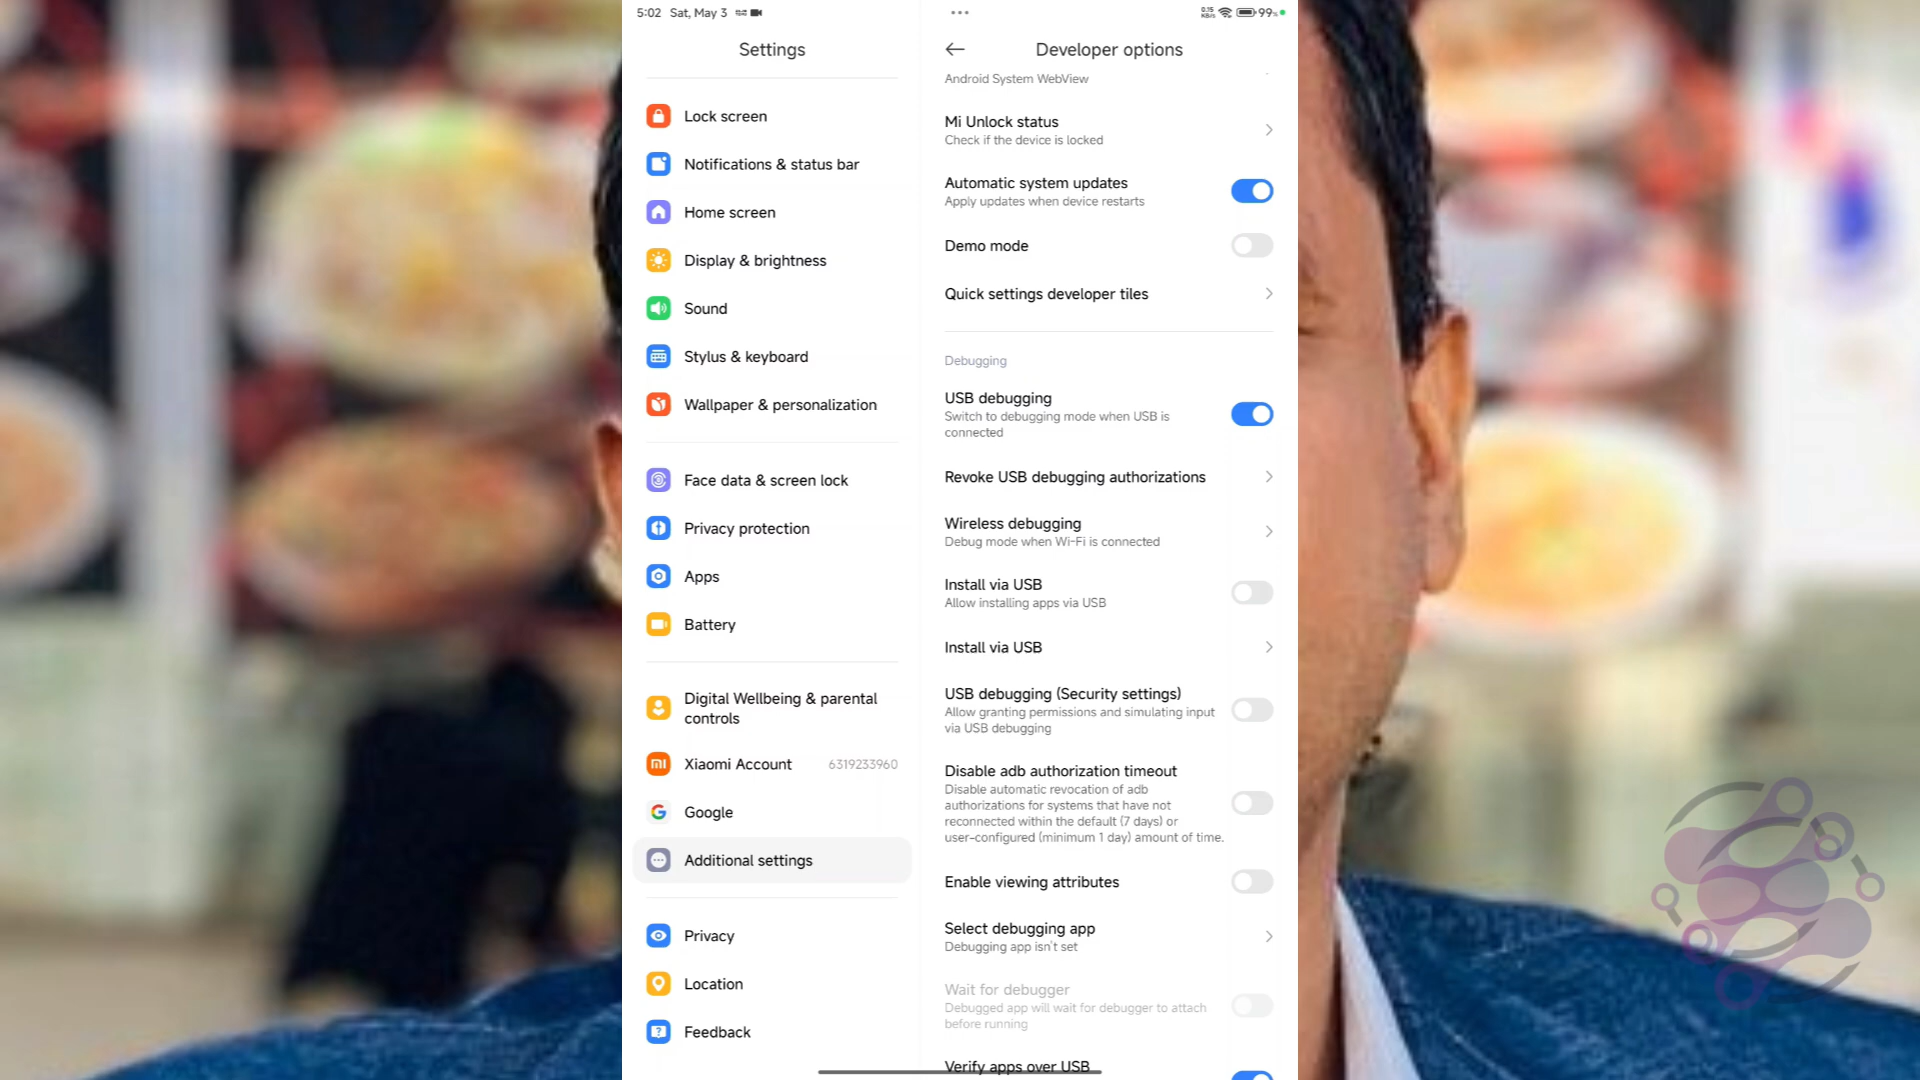 5:02 Sat, May 3
0.15
KB/s
99%
Settings
Lock screen
Notifications & status bar
Home screen
Display & brightness
Sound
Stylus & keyboard
Wallpaper & personalization
Face data & screen lock
Privacy protection
Apps
Battery
Digital Wellbeing & parental
controls
Xiaomi Account 6319233960
Google
Additional settings
Privacy
Location
Feedback
Developer options
Android System WebView
Mi Unlock status
Check if the device is locked
Automatic system updates
Apply updates when device restarts
Demo mode
Quick settings developer tiles
Debugging
USB debugging
Switch to debugging mode when USB is
connected
Revoke USB debugging authorizations
Wireless debugging
Debug mode when Wi-Fi is connected
Install via USB
Allow installing apps via USB
Install via USB
USB debugging (Security settings)
Allow granting permissions and simulating input
via USB debugging
Disable adb authorization timeout
Disable automatic revocation of adb
authorizations for systems that have not
reconnected within the default (7 days) or
user-configured (minimum 1 day) amount of time.
Enable viewing attributes
Select debugging app
Debugging app isn't set
Wait for debugger
Debugged app will wait for debugger to attach
before running
Verify apps over USB